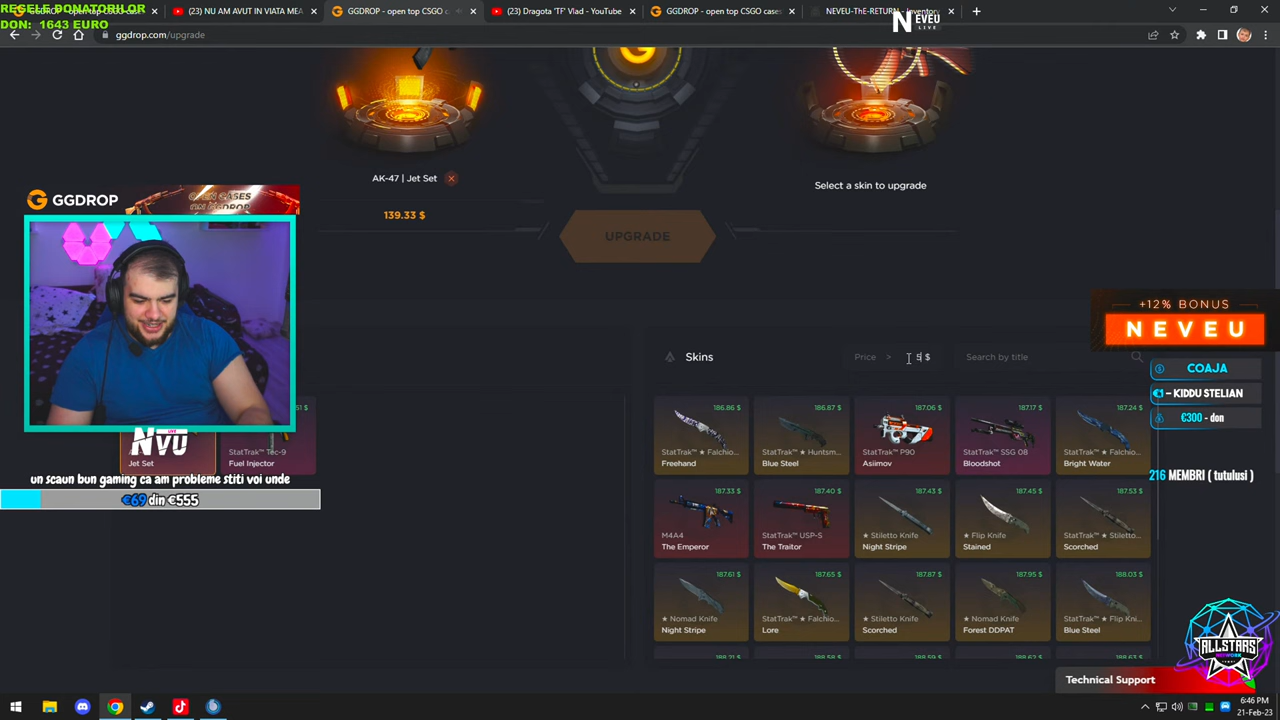 REGELE DONATORILOR
DON: 1643 EURO
(23) NU AM AVUT IN VIATA MEA
GGDROP - open top CSGO c
(23) Dragota 'TF' Vlad - YouTube
GGDROP - open top CSGO cas
NEVEU-ThE-RETURN
NEVEU
LIVE
ggdrop.com/upgrade
AK-47 | Jet Set
139.33 $
Select a skin to upgrade
UPGRADE
GGDROP
OPEN CASES
ON GGDROP
+12% BONUS
NEVEU
Skins
Price >
5 $
Search by title
COAJA
€1 - KIDDU STELIAN
€300 - don
216 MEMBRI ( tutulusi )
NVU
Jet Set
StatTrak™ Tec-9
Fuel Injector
un scaun bun gaming ca am probleme stiti voi unde
€69 din €555
186.86 $
StatTrak™ ★ Falchio...
Freehand
186.87 $
StatTrak™ ★ Huntsm...
Blue Steel
187.06 $
StatTrak™ P90
Asiimov
187.17 $
StatTrak™ SSG 08
Bloodshot
187.24 $
StatTrak™ ★ Falchio...
Bright Water
187.33 $
M4A4
The Emperor
187.40 $
StatTrak™ USP-S
The Traitor
187.43 $
★ Stiletto Knife
Night Stripe
187.45 $
★ Flip Knife
Stained
187.53 $
StatTrak™ ★ Stiletto...
Scorched
187.61 $
★ Nomad Knife
Night Stripe
187.65 $
StatTrak™ ★ Falchio...
Lore
187.87 $
★ Stiletto Knife
Scorched
187.95 $
★ Nomad Knife
Forest DDPAT
188.03 $
StatTrak™ ★ Flip Kni...
Blue Steel
ALLSTARS
NETWORK
Technical Support
6:46 PM
21-Feb-23